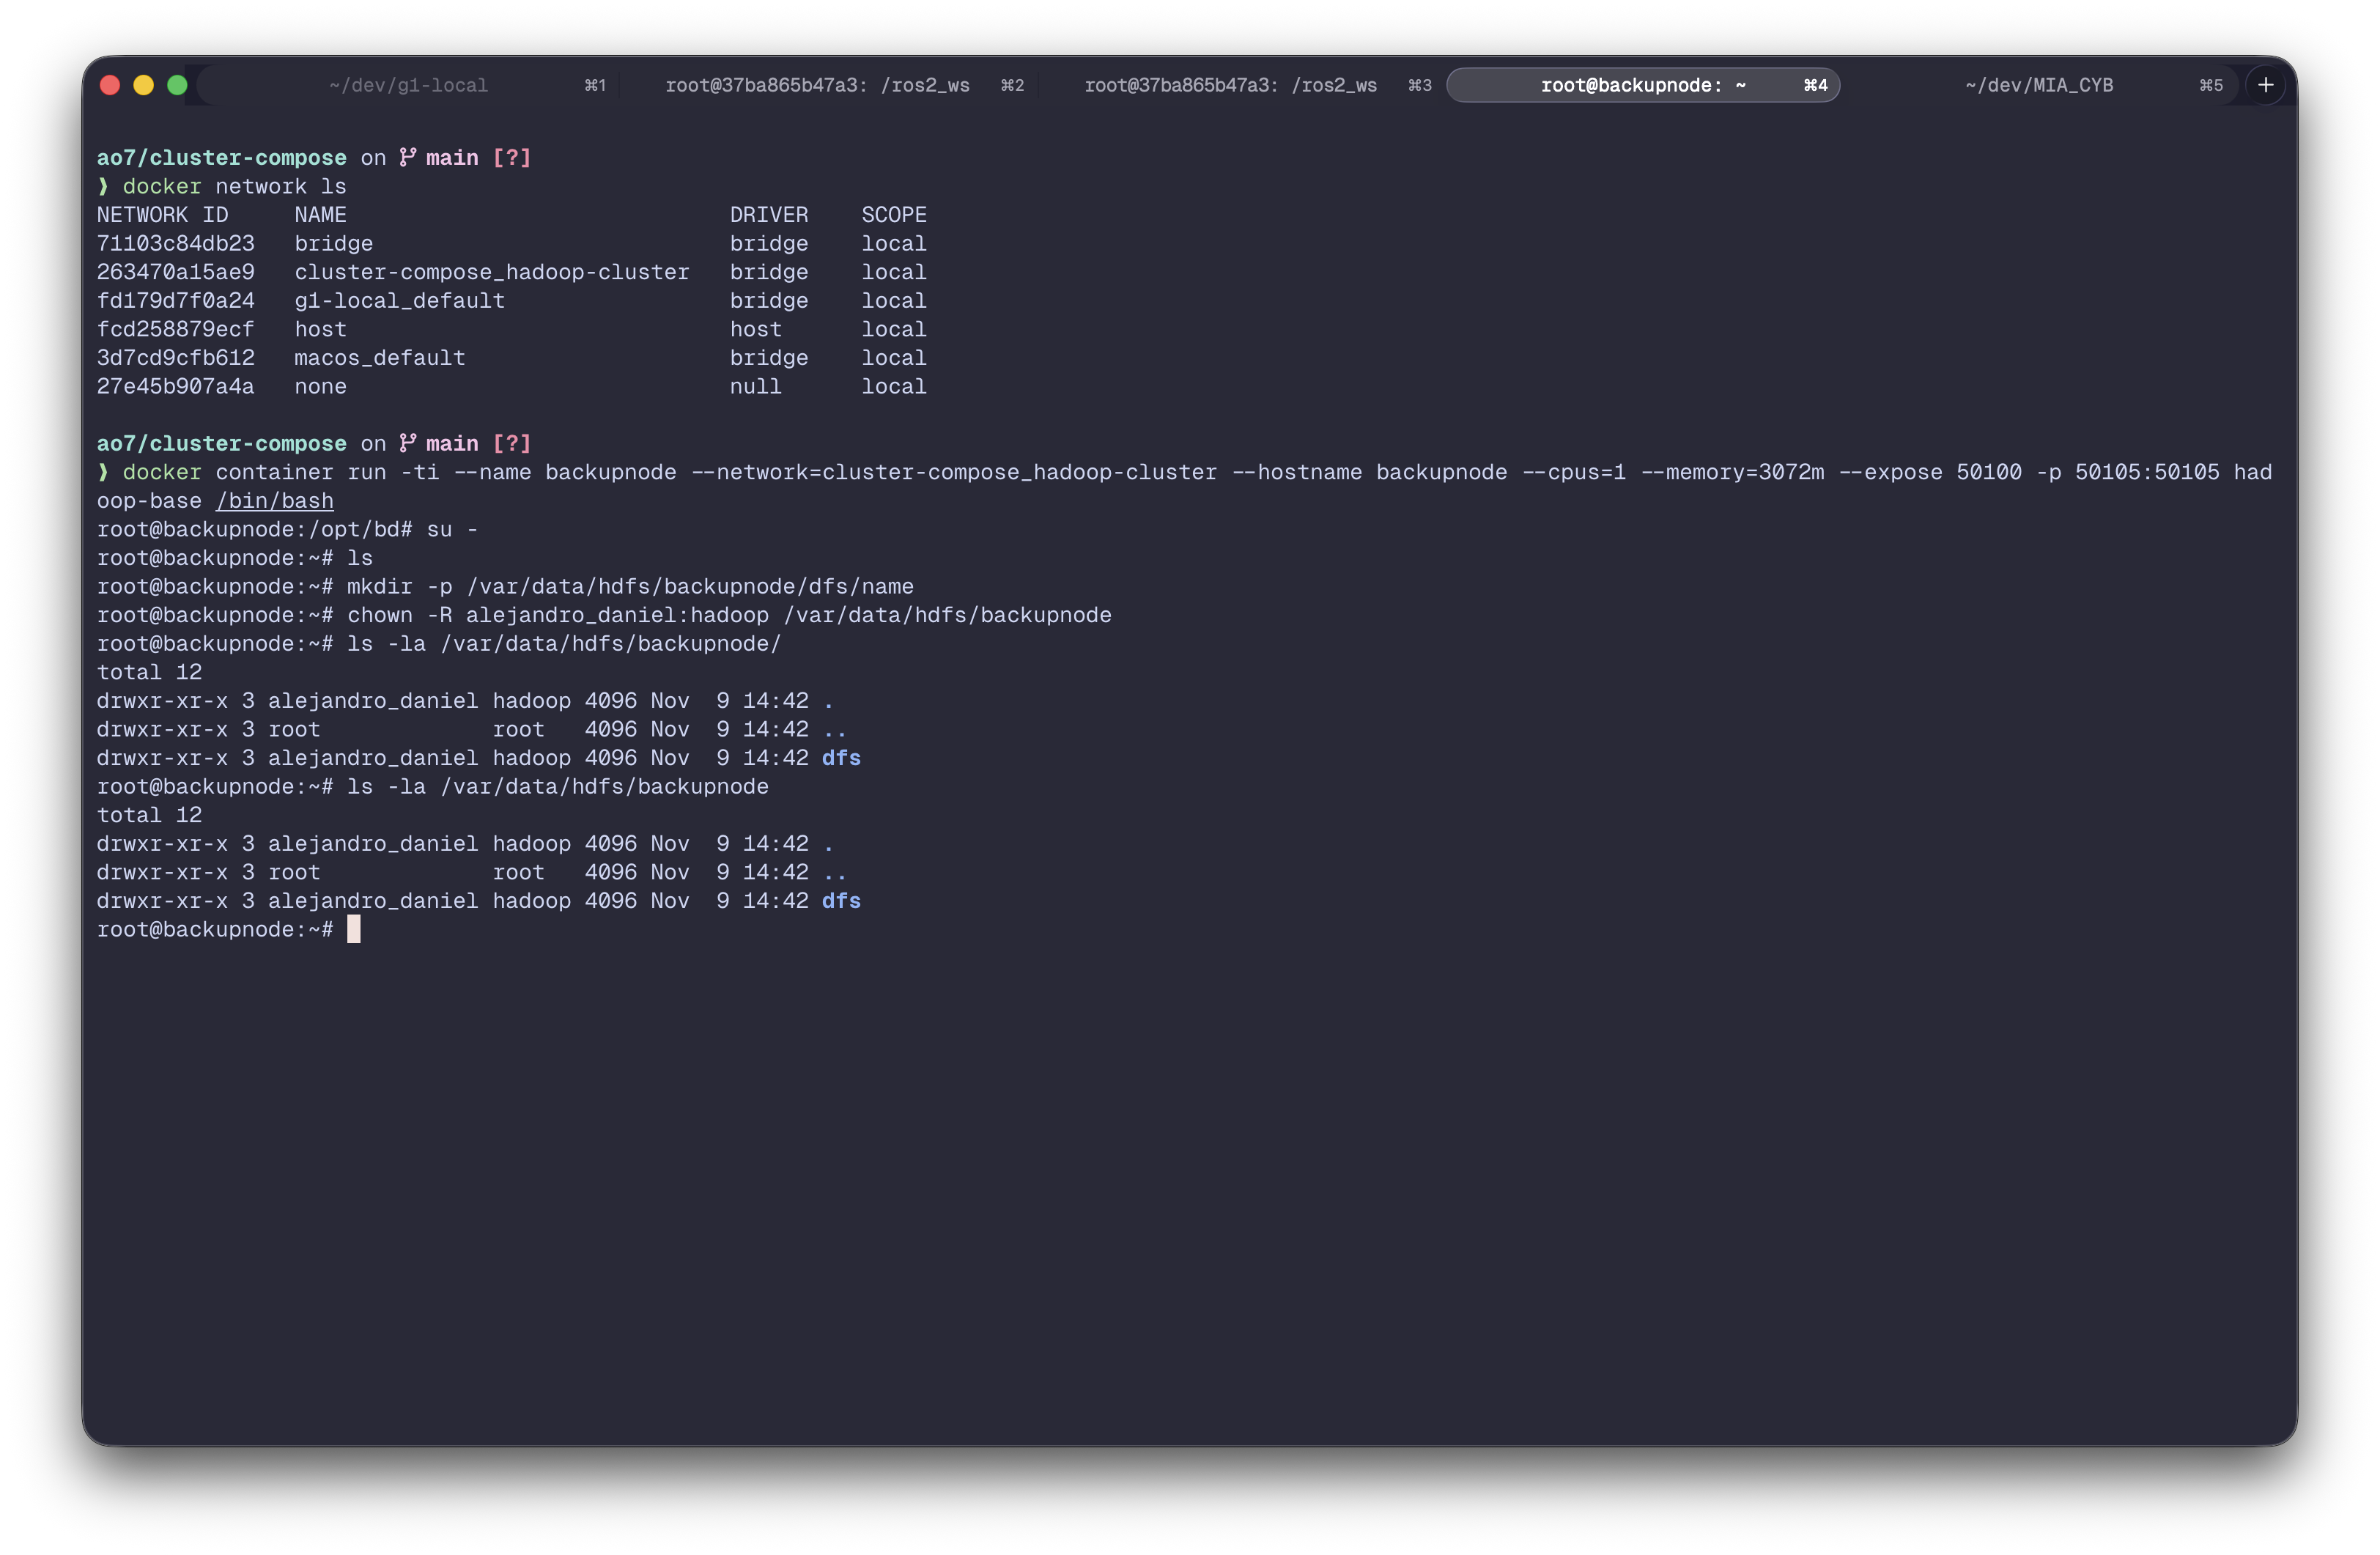 ~/dev/g1-local ⌘1 root@37ba865b47a3: /ros2_ws ⌘2 root@37ba865b47a3: /ros2_ws ⌘3 root@backupnode: ~ ⌘4 ~/dev/MIA_CYB ⌘5 +
ao7/cluster-compose on main [?]
❱ docker network ls
NETWORK ID     NAME                             DRIVER    SCOPE
71103c84db23   bridge                           bridge    local
263470a15ae9   cluster-compose_hadoop-cluster   bridge    local
fd179d7f0a24   g1-local_default                 bridge    local
fcd258879ecf   host                             host      local
3d7cd9cfb612   macos_default                    bridge    local
27e45b907a4a   none                             null      local
ao7/cluster-compose on main [?]
❱ docker container run -ti --name backupnode --network=cluster-compose_hadoop-cluster --hostname backupnode --cpus=1 --memory=3072m --expose 50100 -p 50105:50105 had
oop-base /bin/bash
root@backupnode:/opt/bd# su -
root@backupnode:~# ls
root@backupnode:~# mkdir -p /var/data/hdfs/backupnode/dfs/name
root@backupnode:~# chown -R alejandro_daniel:hadoop /var/data/hdfs/backupnode
root@backupnode:~# ls -la /var/data/hdfs/backupnode/
total 12
drwxr-xr-x 3 alejandro_daniel hadoop 4096 Nov  9 14:42 .
drwxr-xr-x 3 root             root   4096 Nov  9 14:42 ..
drwxr-xr-x 3 alejandro_daniel hadoop 4096 Nov  9 14:42 dfs
root@backupnode:~# ls -la /var/data/hdfs/backupnode
total 12
drwxr-xr-x 3 alejandro_daniel hadoop 4096 Nov  9 14:42 .
drwxr-xr-x 3 root             root   4096 Nov  9 14:42 ..
drwxr-xr-x 3 alejandro_daniel hadoop 4096 Nov  9 14:42 dfs
root@backupnode:~#